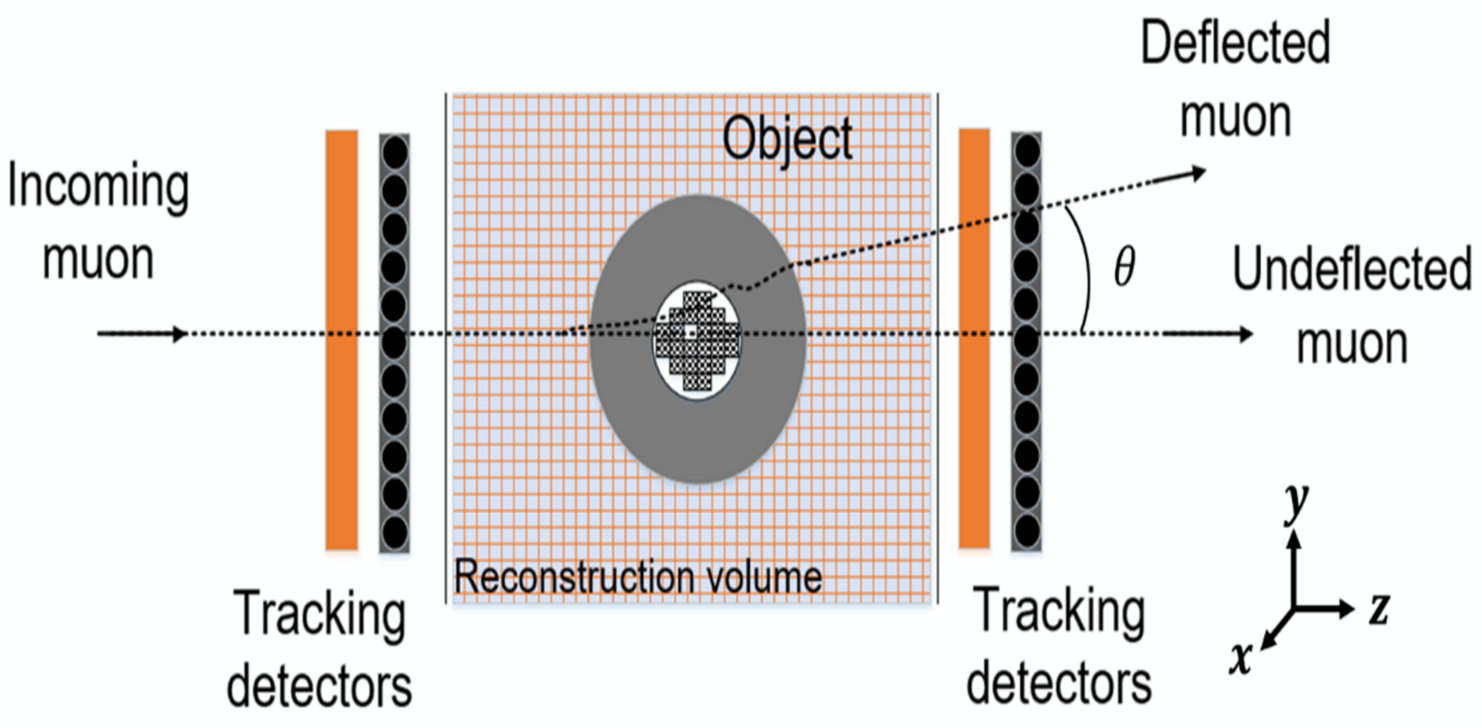 Incoming
muon
Tracking
detectors
Object
Reconstruction volume
Deflected
muon
θ
Undeflected
muon
Tracking
detectors
y
z
x